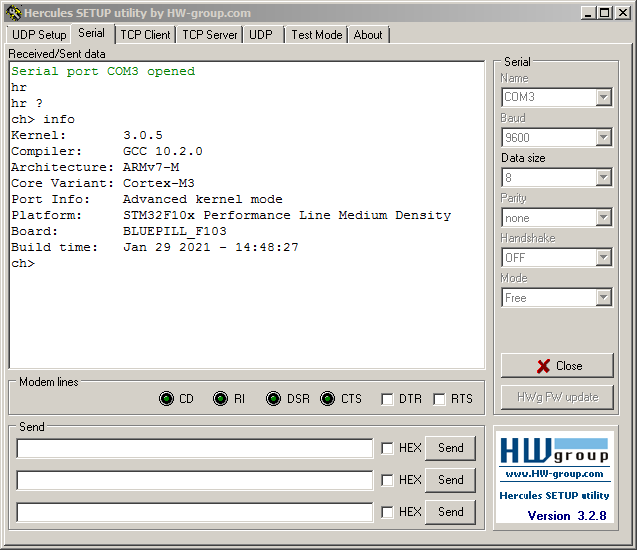 Hercules SETUP utility by HW-group.com
UDP Setup Serial TCP Client TCP Server UDP Test Mode About
Received/Sent data
Serial port COM3 opened
hr
hr ?
ch> info
Kernel: 3.0.5
Compiler: GCC 10.2.0
Architecture: ARMv7-M
Core Variant: Cortex-M3
Port Info: Advanced kernel mode
Platform: STM32F10x Performance Line Medium Density
Board: BLUEPILL_F103
Build time: Jan 29 2021 - 14:48:27
ch>
Serial
Name
COM3
Baud
9600
Data size
8
Parity
none
Handshake
OFF
Mode
Free
Close
HWg FW update
Modem lines
CD RI DSR CTS DTR RTS
Send
HEX Send
HEX Send
HEX Send
HWgroup
www.HW-group.com
Hercules SETUP utility
Version 3.2.8